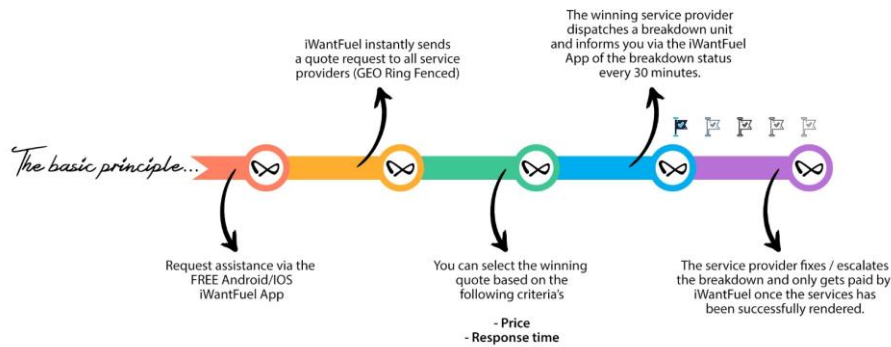 The basic principle...
Request assistance via the
FREE Android/IOS
iWantFuel App
iWantFuel instantly sends
a quote request to all service
providers (GEO Ring Fenced)
You can select the winning
quote based on the
following criteria's
- Price
- Response time
The winning service provider
dispatches a breakdown unit
and informs you via the iWantFuel
App of the breakdown status
every 30 minutes.
The service provider fixes / escalates
the breakdown and only gets paid by
iWantFuel once the services has
been successfully rendered.